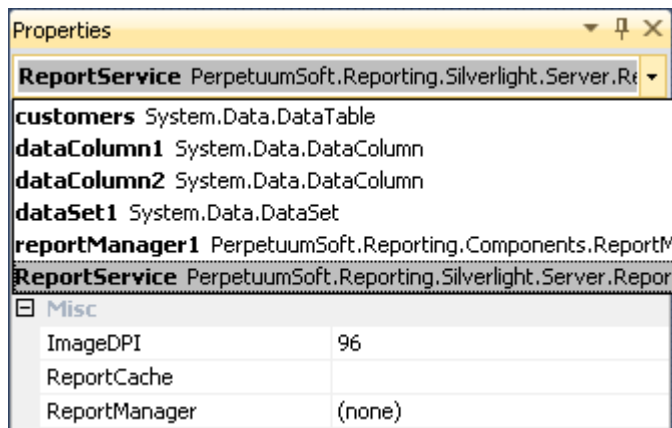 Properties
ReportService PerpetuumSoft.Reporting.Silverlight.Server.Re
customers System.Data.DataTable
dataColumn1 System.Data.DataColumn
dataColumn2 System.Data.DataColumn
dataSet1 System.Data.DataSet
reportManager1 PerpetuumSoft.Reporting.Components.ReportM
ReportService PerpetuumSoft.Reporting.Silverlight.Server.Repor
Misc
ImageDPI 96
ReportCache
ReportManager (none)